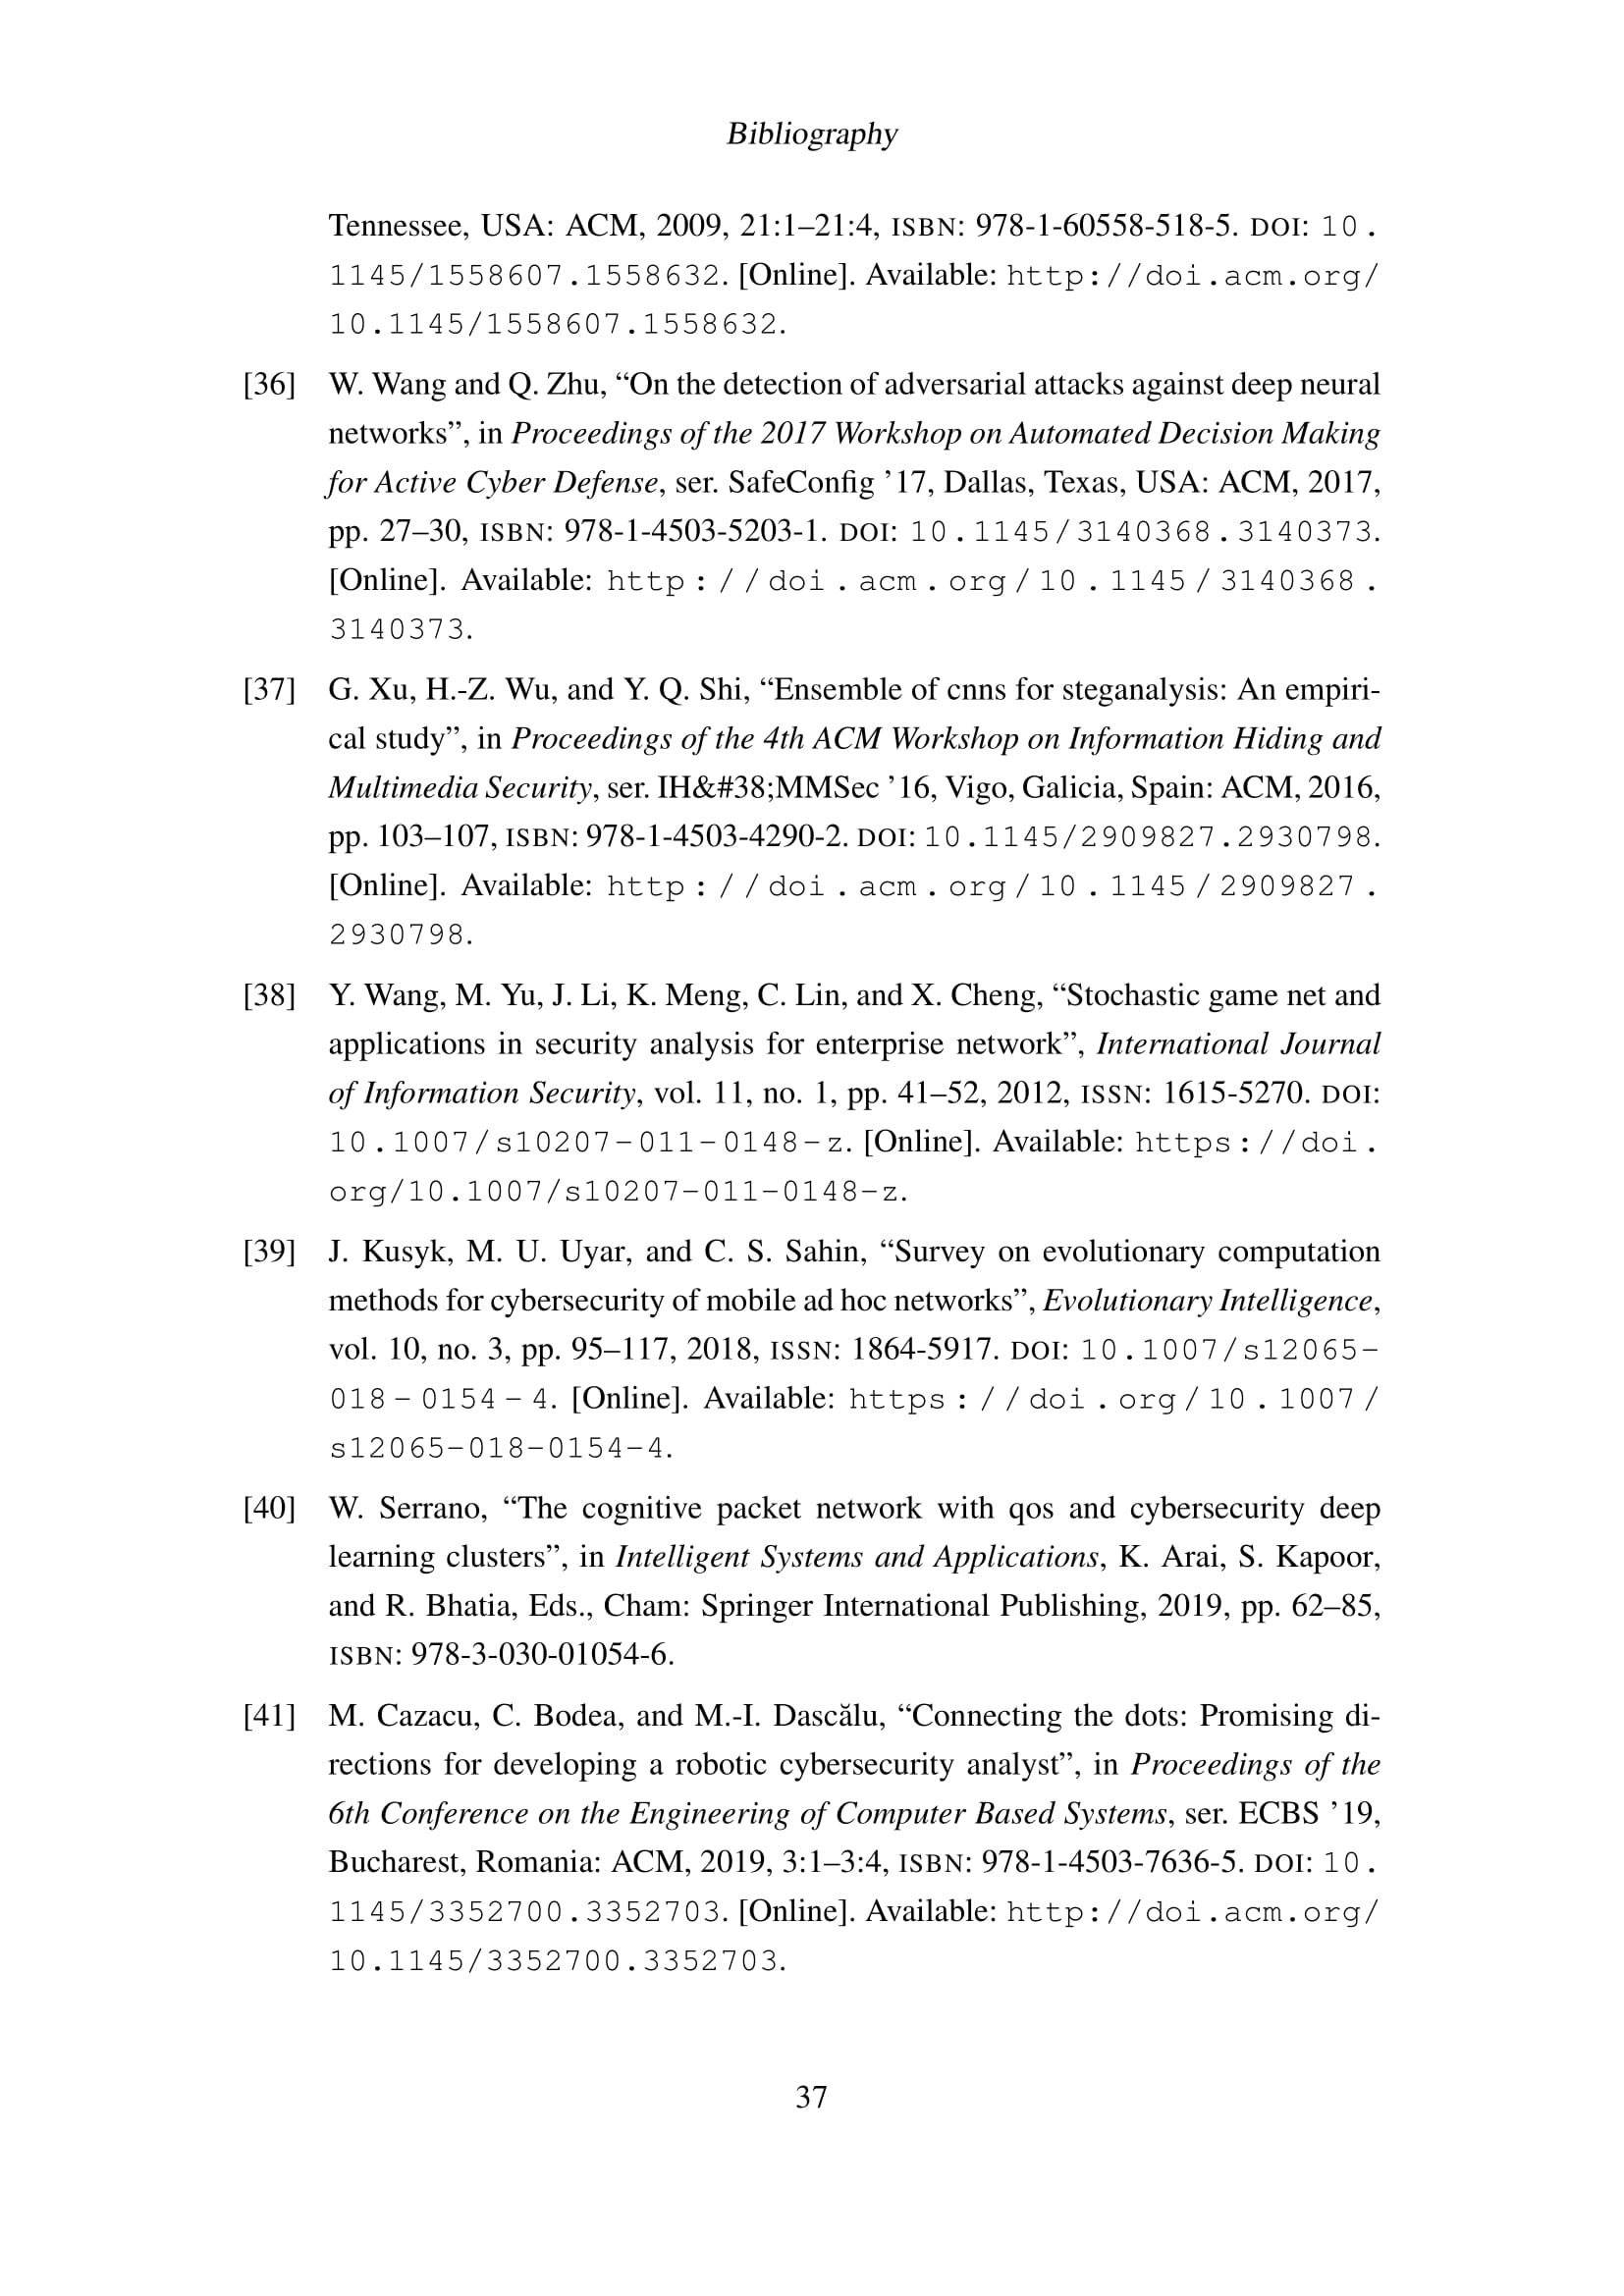 Bibliography
Tennessee, USA: ACM, 2009, 21:1–21:4, ISBN: 978-1-60558-518-5. DOI: 10.
1145/1558607.1558632. [Online]. Available: http://doi.acm.org/
10.1145/1558607.1558632.
[36] W. Wang and Q. Zhu, “On the detection of adversarial attacks against deep neural
networks”, in Proceedings of the 2017 Workshop on Automated Decision Making
for Active Cyber Defense, ser. SafeConfig ’17, Dallas, Texas, USA: ACM, 2017,
pp. 27–30, ISBN: 978-1-4503-5203-1. DOI: 10.1145/3140368.3140373.
[Online]. Available: http://doi.acm.org/10.1145/3140368.
3140373.
[37] G. Xu, H.-Z. Wu, and Y. Q. Shi, “Ensemble of cnns for steganalysis: An empiri-
cal study”, in Proceedings of the 4th ACM Workshop on Information Hiding and
Multimedia Security, ser. IH&#38;MMSec ’16, Vigo, Galicia, Spain: ACM, 2016,
pp. 103–107, ISBN: 978-1-4503-4290-2. DOI: 10.1145/2909827.2930798.
[Online]. Available: http://doi.acm.org/10.1145/2909827.
2930798.
[38] Y. Wang, M. Yu, J. Li, K. Meng, C. Lin, and X. Cheng, “Stochastic game net and
applications in security analysis for enterprise network”, International Journal
of Information Security, vol. 11, no. 1, pp. 41–52, 2012, ISSN: 1615-5270. DOI:
10.1007/s10207-011-0148-z. [Online]. Available: https://doi.
org/10.1007/s10207-011-0148-z.
[39] J. Kusyk, M. U. Uyar, and C. S. Sahin, “Survey on evolutionary computation
methods for cybersecurity of mobile ad hoc networks”, Evolutionary Intelligence,
vol. 10, no. 3, pp. 95–117, 2018, ISSN: 1864-5917. DOI: 10.1007/s12065-
018-0154-4. [Online]. Available: https://doi.org/10.1007/
s12065-018-0154-4.
[40] W. Serrano, “The cognitive packet network with qos and cybersecurity deep
learning clusters”, in Intelligent Systems and Applications, K. Arai, S. Kapoor,
and R. Bhatia, Eds., Cham: Springer International Publishing, 2019, pp. 62–85,
ISBN: 978-3-030-01054-6.
[41] M. Cazacu, C. Bodea, and M.-I. Dascălu, “Connecting the dots: Promising di-
rections for developing a robotic cybersecurity analyst”, in Proceedings of the
6th Conference on the Engineering of Computer Based Systems, ser. ECBS ’19,
Bucharest, Romania: ACM, 2019, 3:1–3:4, ISBN: 978-1-4503-7636-5. DOI: 10.
1145/3352700.3352703. [Online]. Available: http://doi.acm.org/
10.1145/3352700.3352703.
37